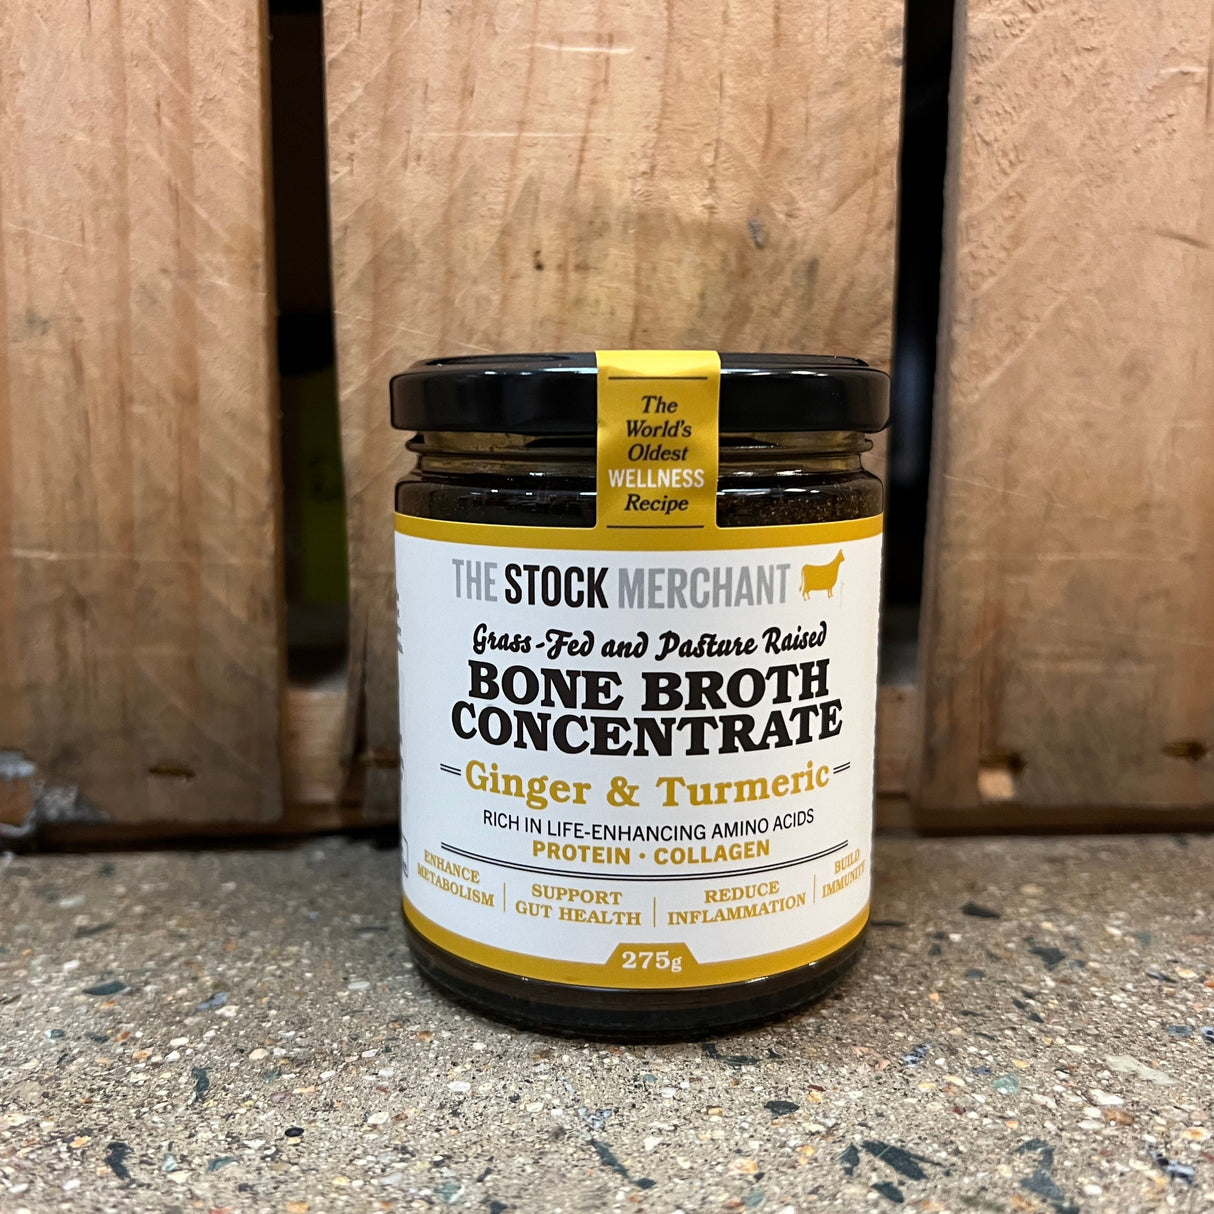 The
World's
Oldest
WELLNESS
Recipe
THE STOCK MERCHANT
Grass-Fed and Pasture Raised
BONE BROTH
CONCENTRATE
Ginger & Turmeric
RICH IN LIFE-ENHANCING AMINO ACIDS
PROTEIN · COLLAGEN
ENHANCE
METABOLISM
SUPPORT
GUT HEALTH
REDUCE
INFLAMMATION
BUILD
IMMUNITY
275g